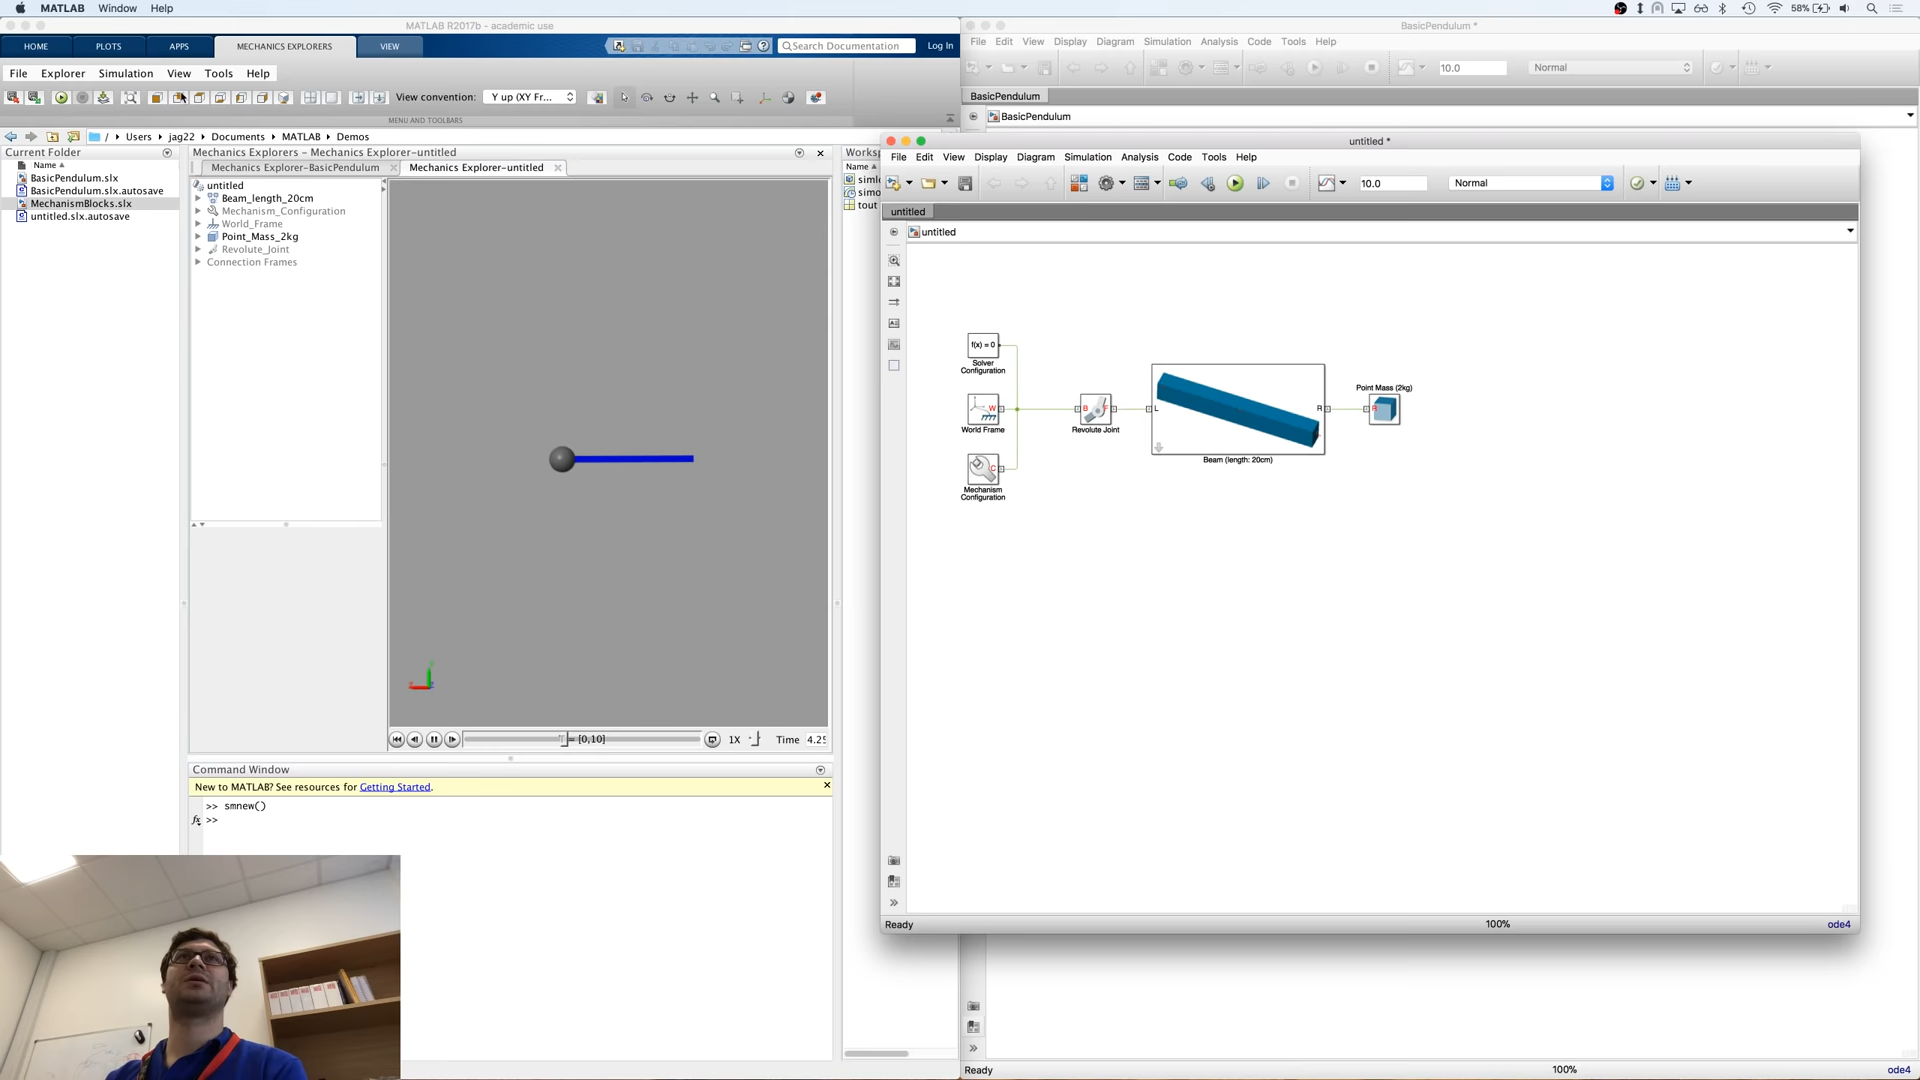 MATLAB Window Help
58%
MATLAB R2017b - academic use
HOME PLOTS APPS MECHANICS EXPLORERS VIEW
Search Documentation Log In
File Explorer Simulation View Tools Help
View convention: Y up (XY Fr...
MENU AND TOOLBARS
/ Users jag22 Documents MATLAB Demos
Current Folder
Name
BasicPendulum.slx
BasicPendulum.slx.autosave
MechanismBlocks.slx
untitled.slx.autosave
Mechanics Explorers - Mechanics Explorer-untitled
Mechanics Explorer-BasicPendulum Mechanics Explorer-untitled
untitled
Beam_length_20cm
Mechanism_Configuration
World_Frame
Point_Mass_2kg
Revolute_Joint
Connection Frames
T = [0,10] 1X Time 4.25
Command Window
New to MATLAB? See resources for Getting Started.
>> smnew()
fx >>
Worksp
Name
simlo
simo
tout
BasicPendulum *
File Edit View Display Diagram Simulation Analysis Code Tools Help
10.0 Normal
BasicPendulum
BasicPendulum
untitled *
File Edit View Display Diagram Simulation Analysis Code Tools Help
10.0 Normal
untitled
untitled
f(x) = 0
Solver
Configuration
W
World Frame
C
Mechanism
Configuration
B F
Revolute Joint
L R
Beam (length: 20cm)
Point Mass (2kg)
R
Ready 100% ode4
Ready 100% ode4